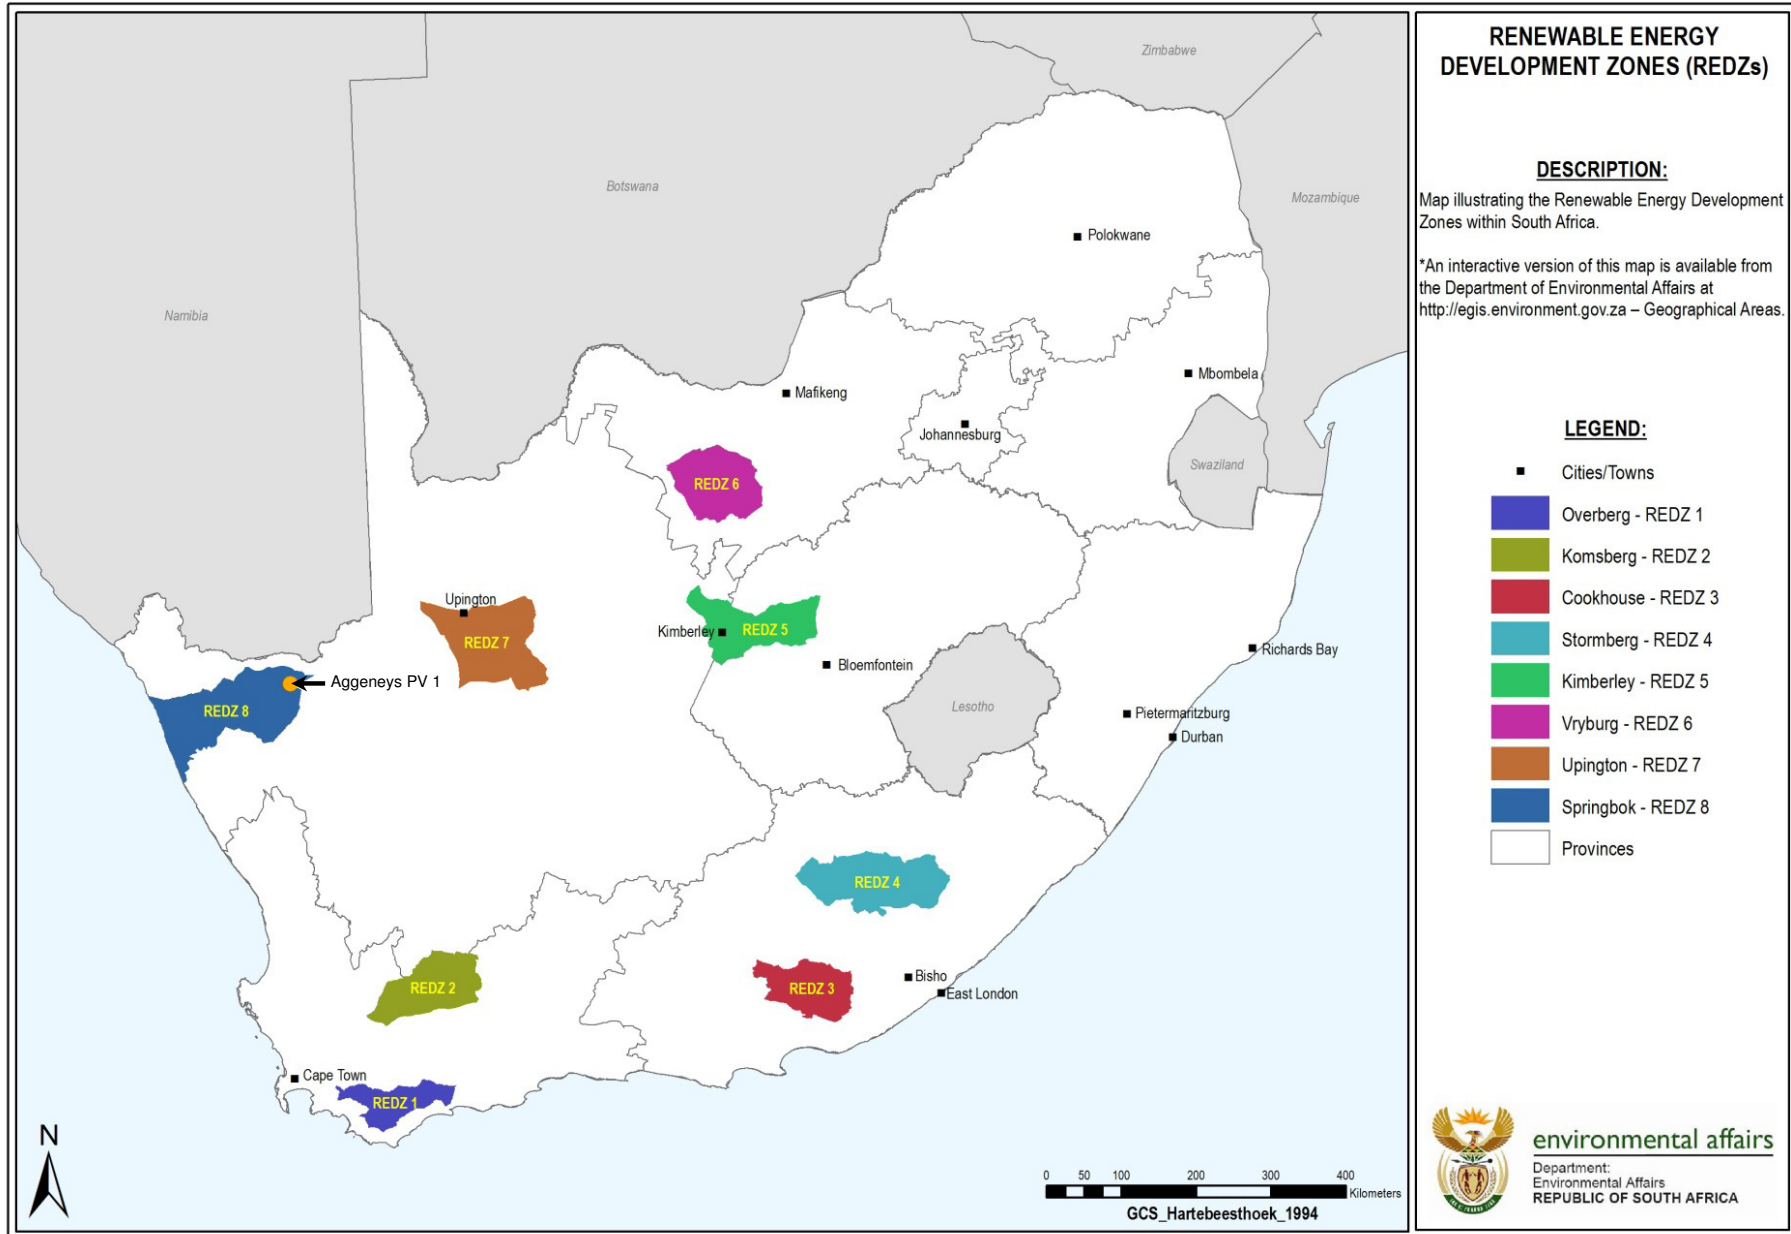 RENEWABLE ENERGY
DEVELOPMENT ZONES (REDZs)
DESCRIPTION:
Map illustrating the Renewable Energy Development
Zones within South Africa.
*An interactive version of this map is available from
the Department of Environmental Affairs at
http://egis.environment.gov.za – Geographical Areas.
LEGEND:
Cities/Towns
Overberg - REDZ 1
Komsberg - REDZ 2
Cookhouse - REDZ 3
Stormberg - REDZ 4
Kimberley - REDZ 5
Vryburg - REDZ 6
Upington - REDZ 7
Springbok - REDZ 8
Provinces
environmental affairs
Department:
Environmental Affairs
REPUBLIC OF SOUTH AFRICA
Zimbabwe
Botswana
Mozambique
Namibia
Polokwane
Mafikeng
Mbombela
Johannesburg
Swaziland
REDZ 6
Upington
REDZ 7
Kimberley
REDZ 5
Bloemfontein
Richards Bay
Aggeneys PV 1
REDZ 8
Lesotho
Pietermaritzburg
Durban
REDZ 4
REDZ 2
REDZ 3
Bisho
East London
Cape Town
REDZ 1
N
0 50 100 200 300 400
Kilometers
GCS_Hartebeesthoek_1994